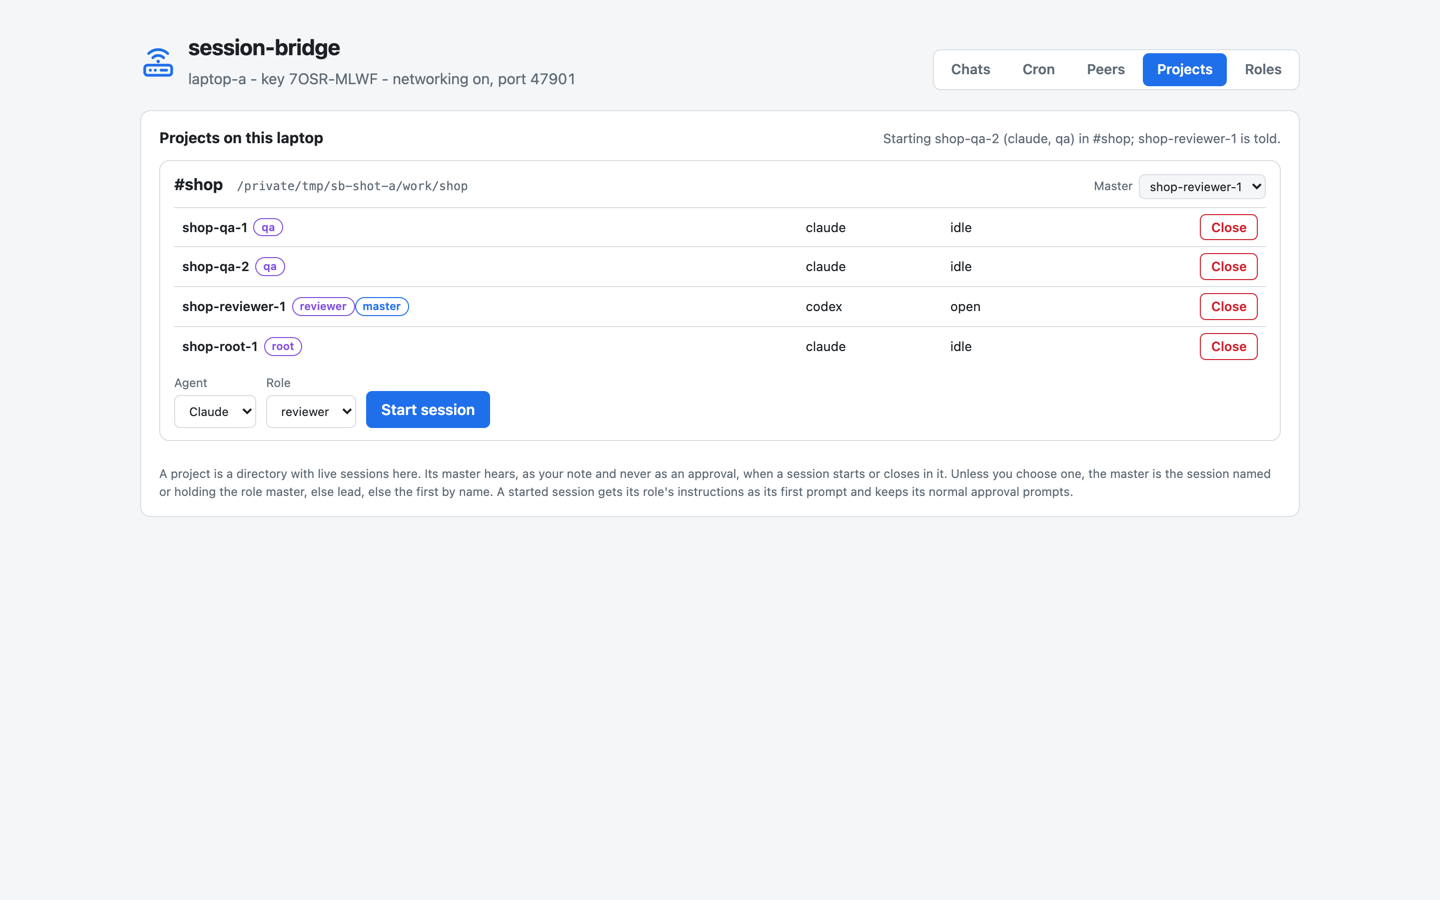 session-bridge
laptop-a - key 7OSR-MLWF - networking on, port 47901
Chats Cron Peers Projects Roles
Projects on this laptop
Starting shop-qa-2 (claude, qa) in #shop; shop-reviewer-1 is told.
#shop /private/tmp/sb-shot-a/work/shop
Master shop-reviewer-1
shop-qa-1 qa claude idle Close
shop-qa-2 qa claude idle Close
shop-reviewer-1 reviewer master codex open Close
shop-root-1 root claude idle Close
Agent Role
Claude reviewer Start session
A project is a directory with live sessions here. Its master hears, as your note and never as an approval, when a session starts or closes in it. Unless you choose one, the master is the session named
or holding the role master, else lead, else the first by name. A started session gets its role's instructions as its first prompt and keeps its normal approval prompts.